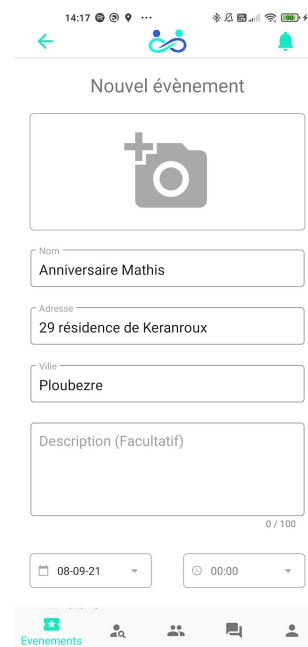 14:17
100
Nouvel évènement
Nom
Anniversaire Mathis
Adresse
29 résidence de Keranroux
Ville
Ploubezre
Description (Facultatif)
0 / 100
08-09-21
00:00
Evenements